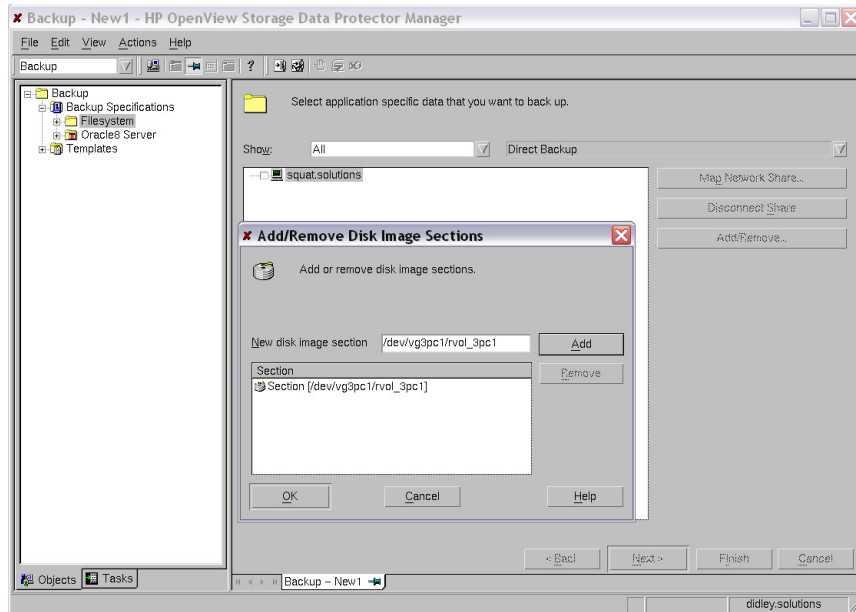 Backup - New1 - HP OpenView Storage Data Protector Manager
File Edit View Actions Help
Backup
Backup
Backup Specifications
Filesystem
Oracle8 Server
Templates
Select application specific data that you want to back up.
Show: All Direct Backup
squat.solutions
Map Network Share...
Disconnect Share
Add/Remove...
Add/Remove Disk Image Sections
Add or remove disk image sections.
New disk image section /dev/vg3pc1/rvol_3pc1 Add
Section
Remove
Section [/dev/vg3pc1/rvol_3pc1]
OK Cancel Help
< Back Next > Finish Cancel
Objects Tasks
Backup - New1
didley.solutions